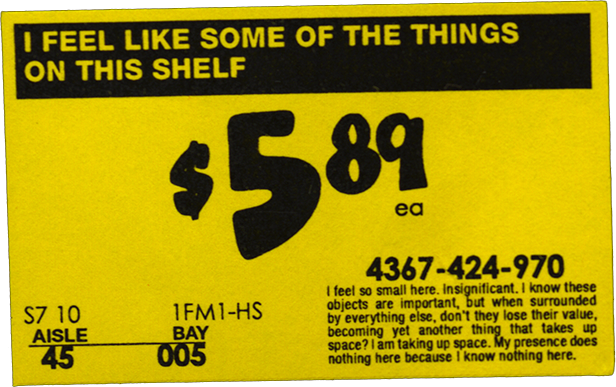 I FEEL LIKE SOME OF THE THINGS
ON THIS SHELF
$5.89
ea
4367-424-970
I feel so small here. Insignificant. I know these
objects are important, but when surrounded
by everything else, don't they lose their value,
becoming yet another thing that takes up
space? I am taking up space. My presence does
nothing here because I know nothing here.
S7 10 1FM1-HS
AISLE BAY
45 005